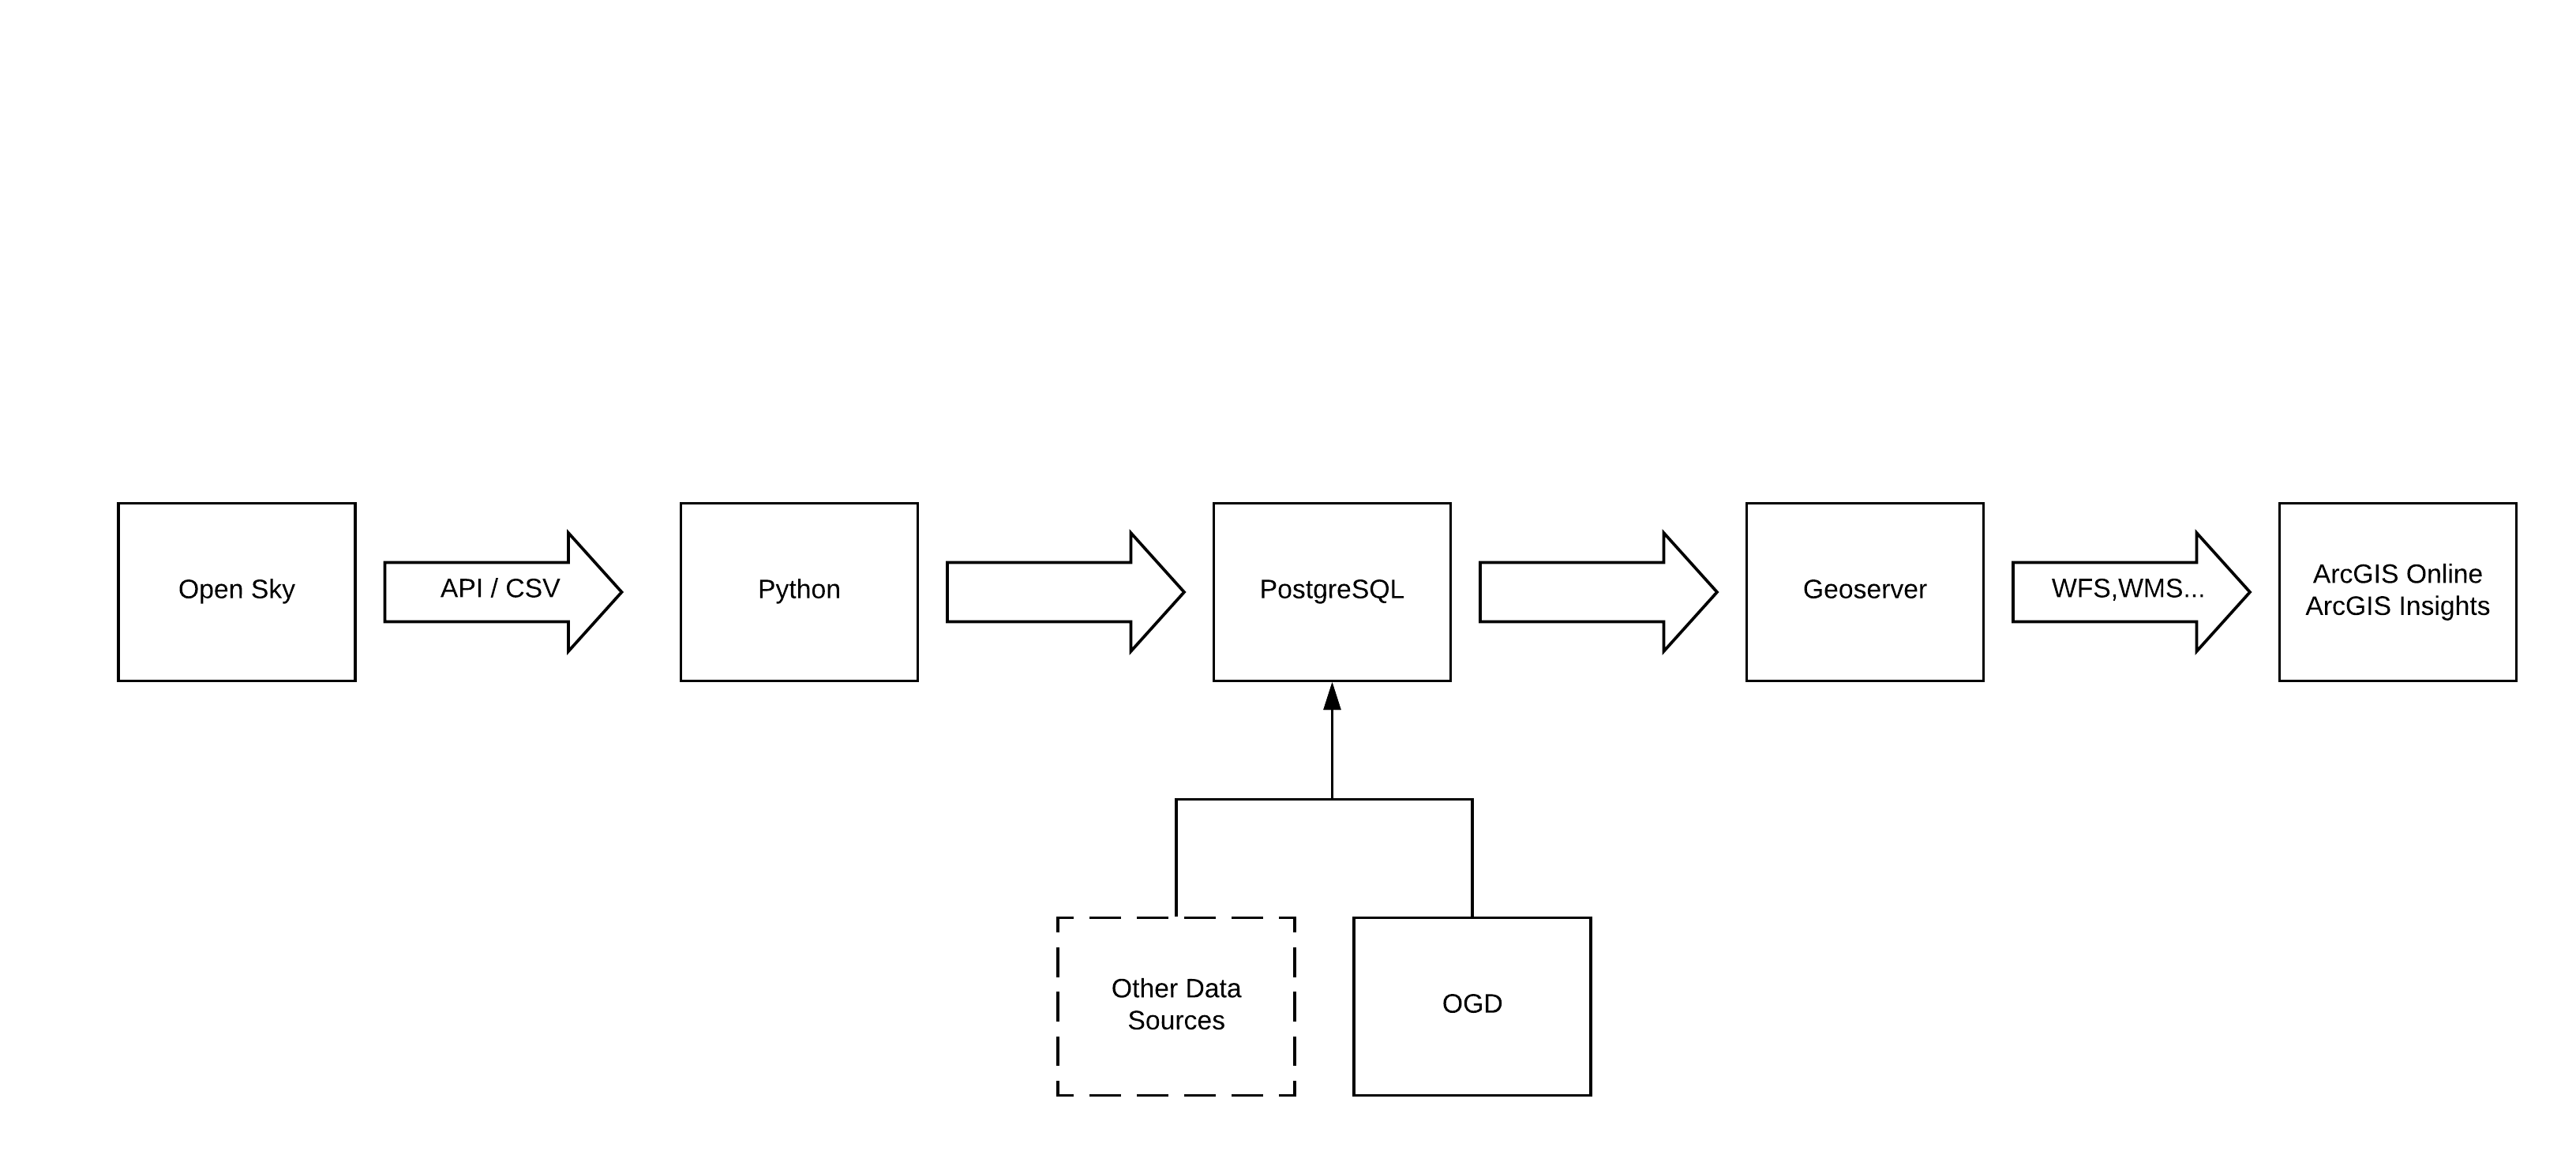 Open Sky
API / CSV
Python
PostgreSQL
Geoserver
WFS,WMS...
ArcGIS Online
ArcGIS Insights
Other Data
Sources
OGD